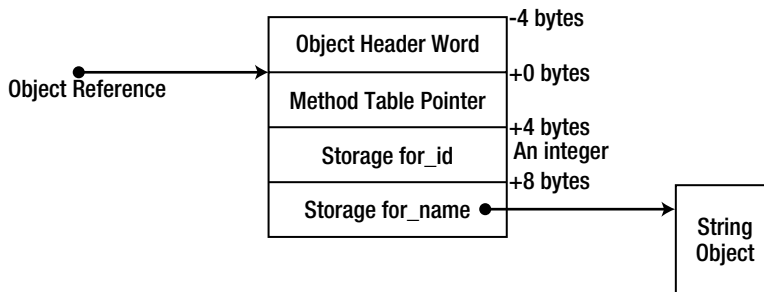 -4 bytes
Object Header Word
+0 bytes
Object Reference
Method Table Pointer
+4 bytes
Storage for_id
An integer
+8 bytes
Storage for_name
String
Object